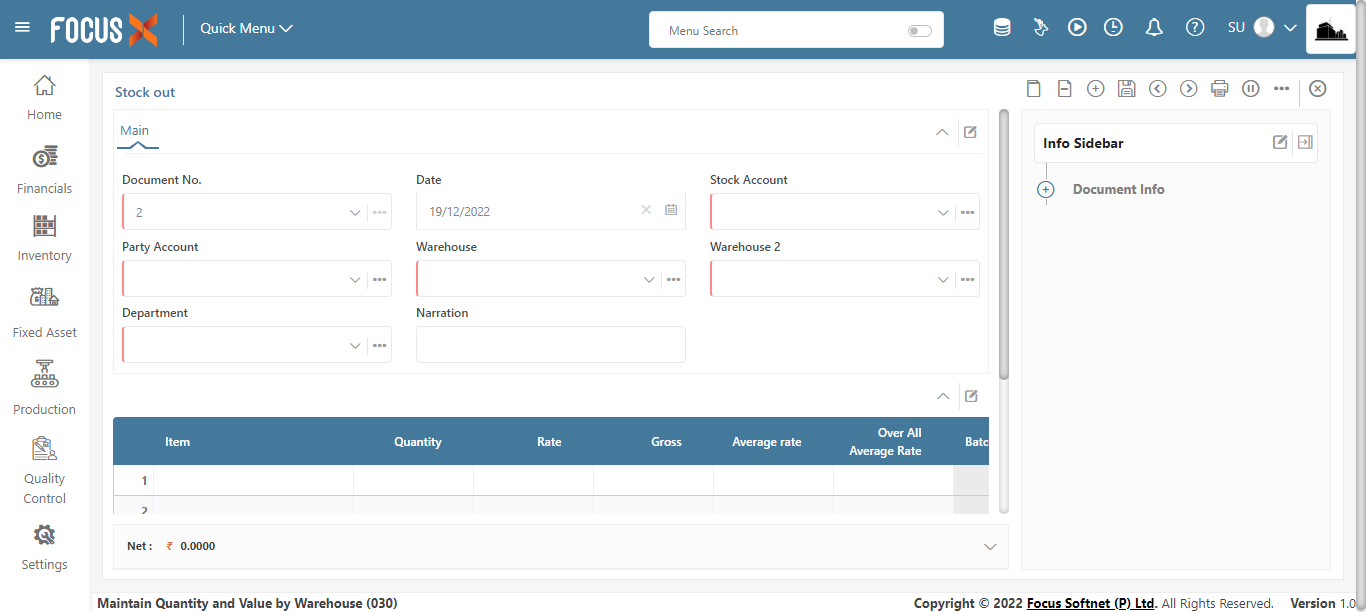 FOCUS X
Quick Menu
Menu Search
SU
Home
Financials
Inventory
Fixed Asset
Production
Quality
Control
Settings
Stock out
Main
Document No.
Date
Stock Account
2
19/12/2022
Party Account
Warehouse
Warehouse 2
Department
Narration
Item
Quantity
Rate
Gross
Average rate
Over All
Average Rate
Batc
1
2
Net : ₹ 0.0000
Info Sidebar
Document Info
Maintain Quantity and Value by Warehouse (030)
Copyright © 2022 Focus Softnet (P) Ltd. All Rights Reserved. Version 1.0